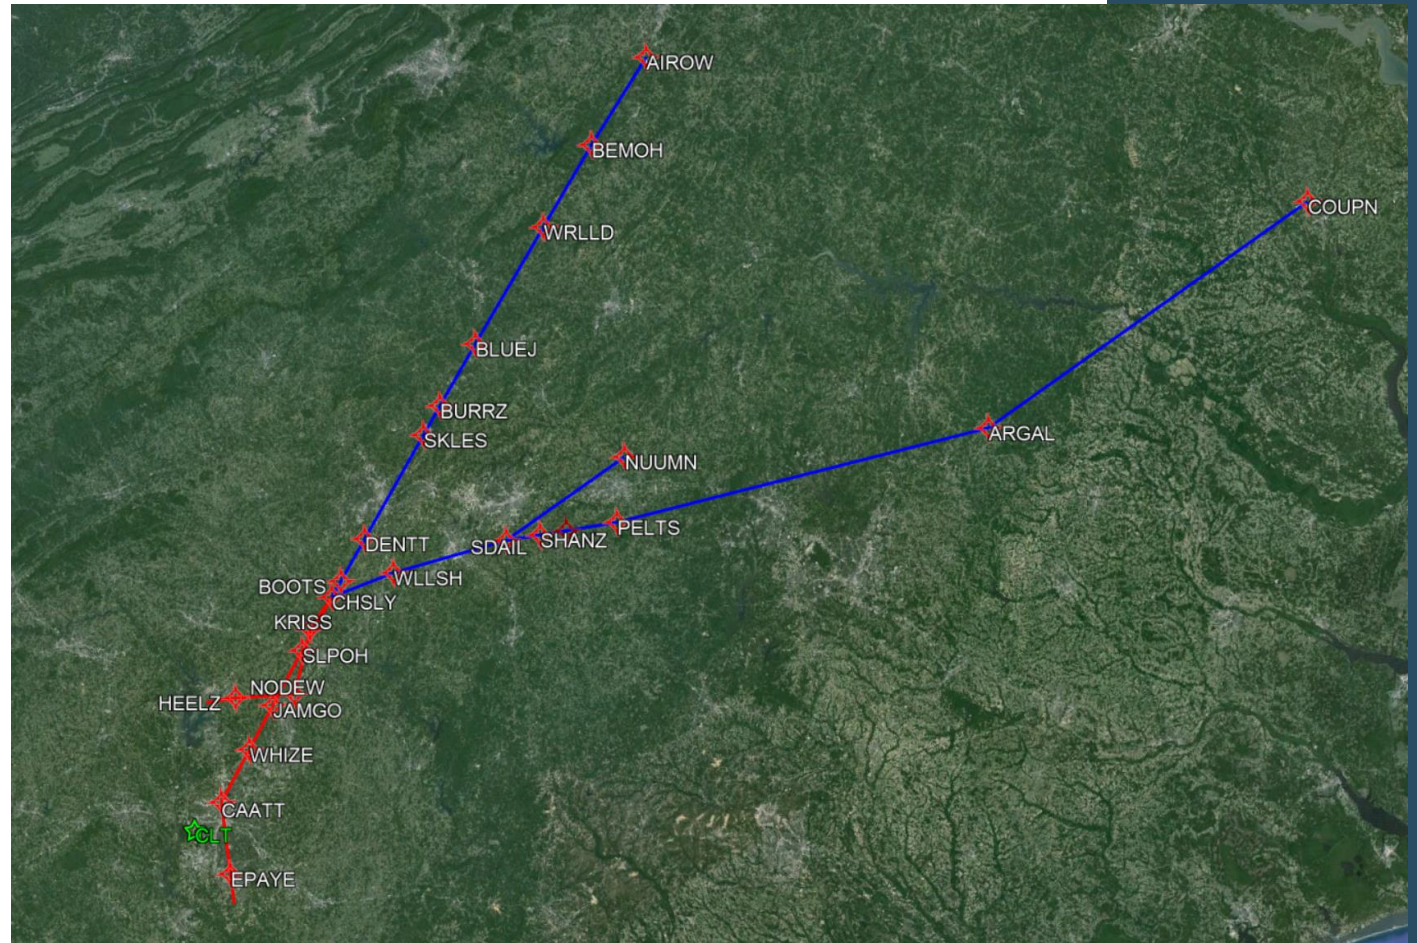 AIROW
BEMOH
COUPN
WRLLD
BLUEJ
BURRZ
SKLES
ARGAL
NUUMN
PELTS
SHANZ
SDAIL
DENTT
WLLSH
BOOTS
CHSLY
KRISS
SLPOH
NODEW
HEELZ
JAMGO
WHIZE
CAATT
CLT
EPAYE